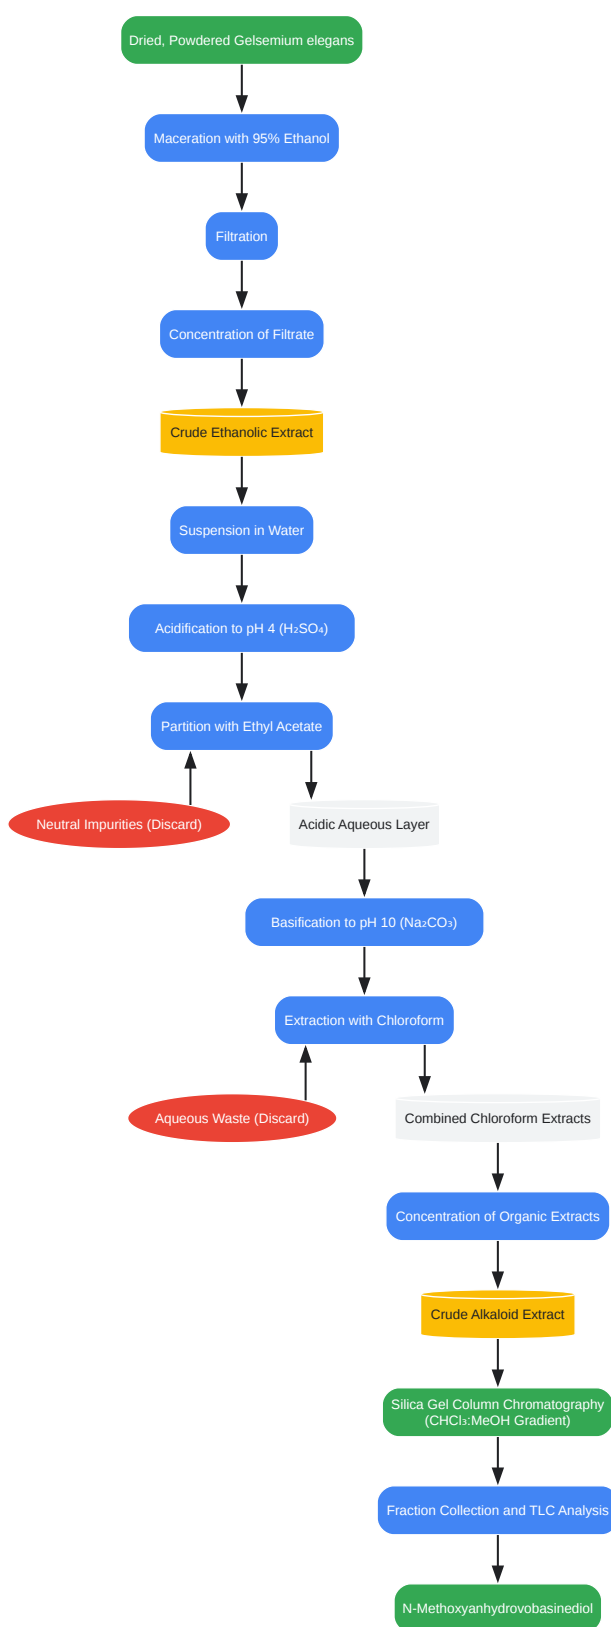 Dried, Powdered Gelsemium elegans
Maceration with 95% Ethanol
Filtration
Concentration of Filtrate
Crude Ethanolic Extract
Suspension in Water
Acidification to pH 4 (H₂SO₄)
Partition with Ethyl Acetate
Neutral Impurities (Discard)
Acidic Aqueous Layer
Basification to pH 10 (Na₂CO₃)
Extraction with Chloroform
Aqueous Waste (Discard)
Combined Chloroform Extracts
Concentration of Organic Extracts
Crude Alkaloid Extract
Silica Gel Column Chromatography
(CHCl₃:MeOH Gradient)
Fraction Collection and TLC Analysis
N-Methoxyanhydrovobasinediol